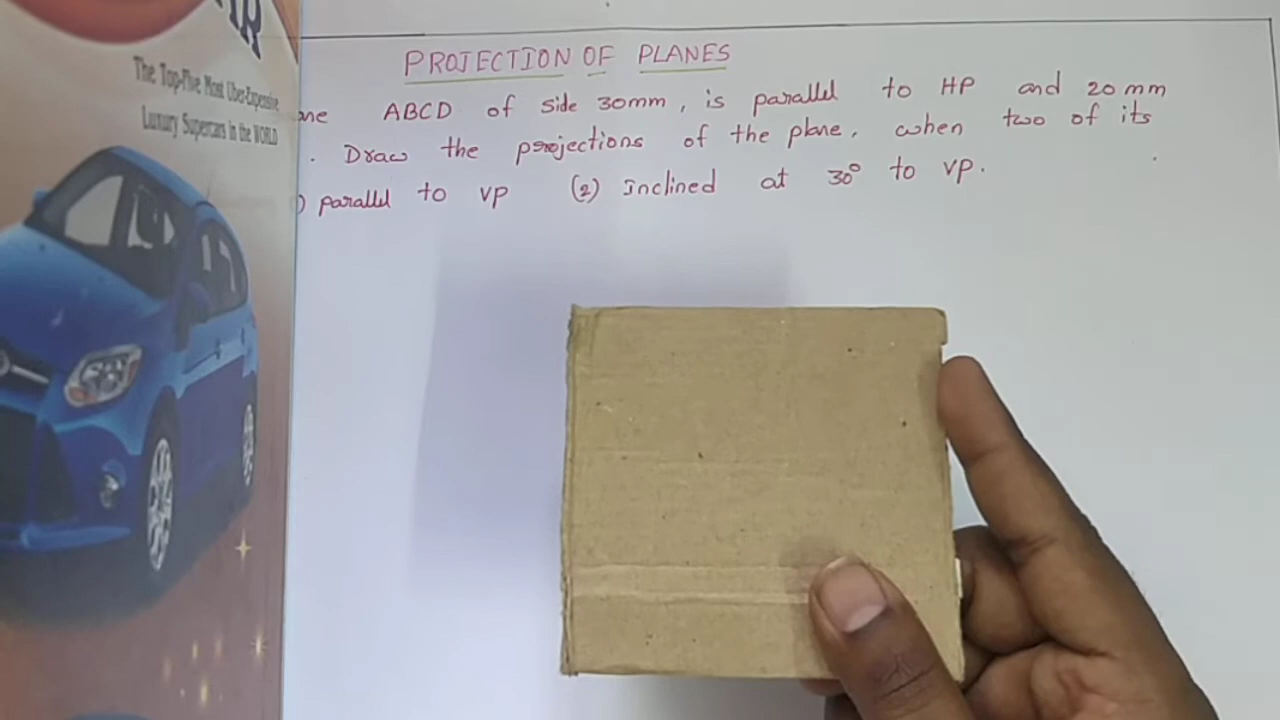 The Top-Five Most Uber-Expensive
Luxury Supercars in the WORLD
PROJECTION OF PLANES
ABCD of side 30mm, is parallel to HP and 20 mm
. Draw the projections of the plane, when two of its
) parallel to VP (2) Inclined at 30° to VP.